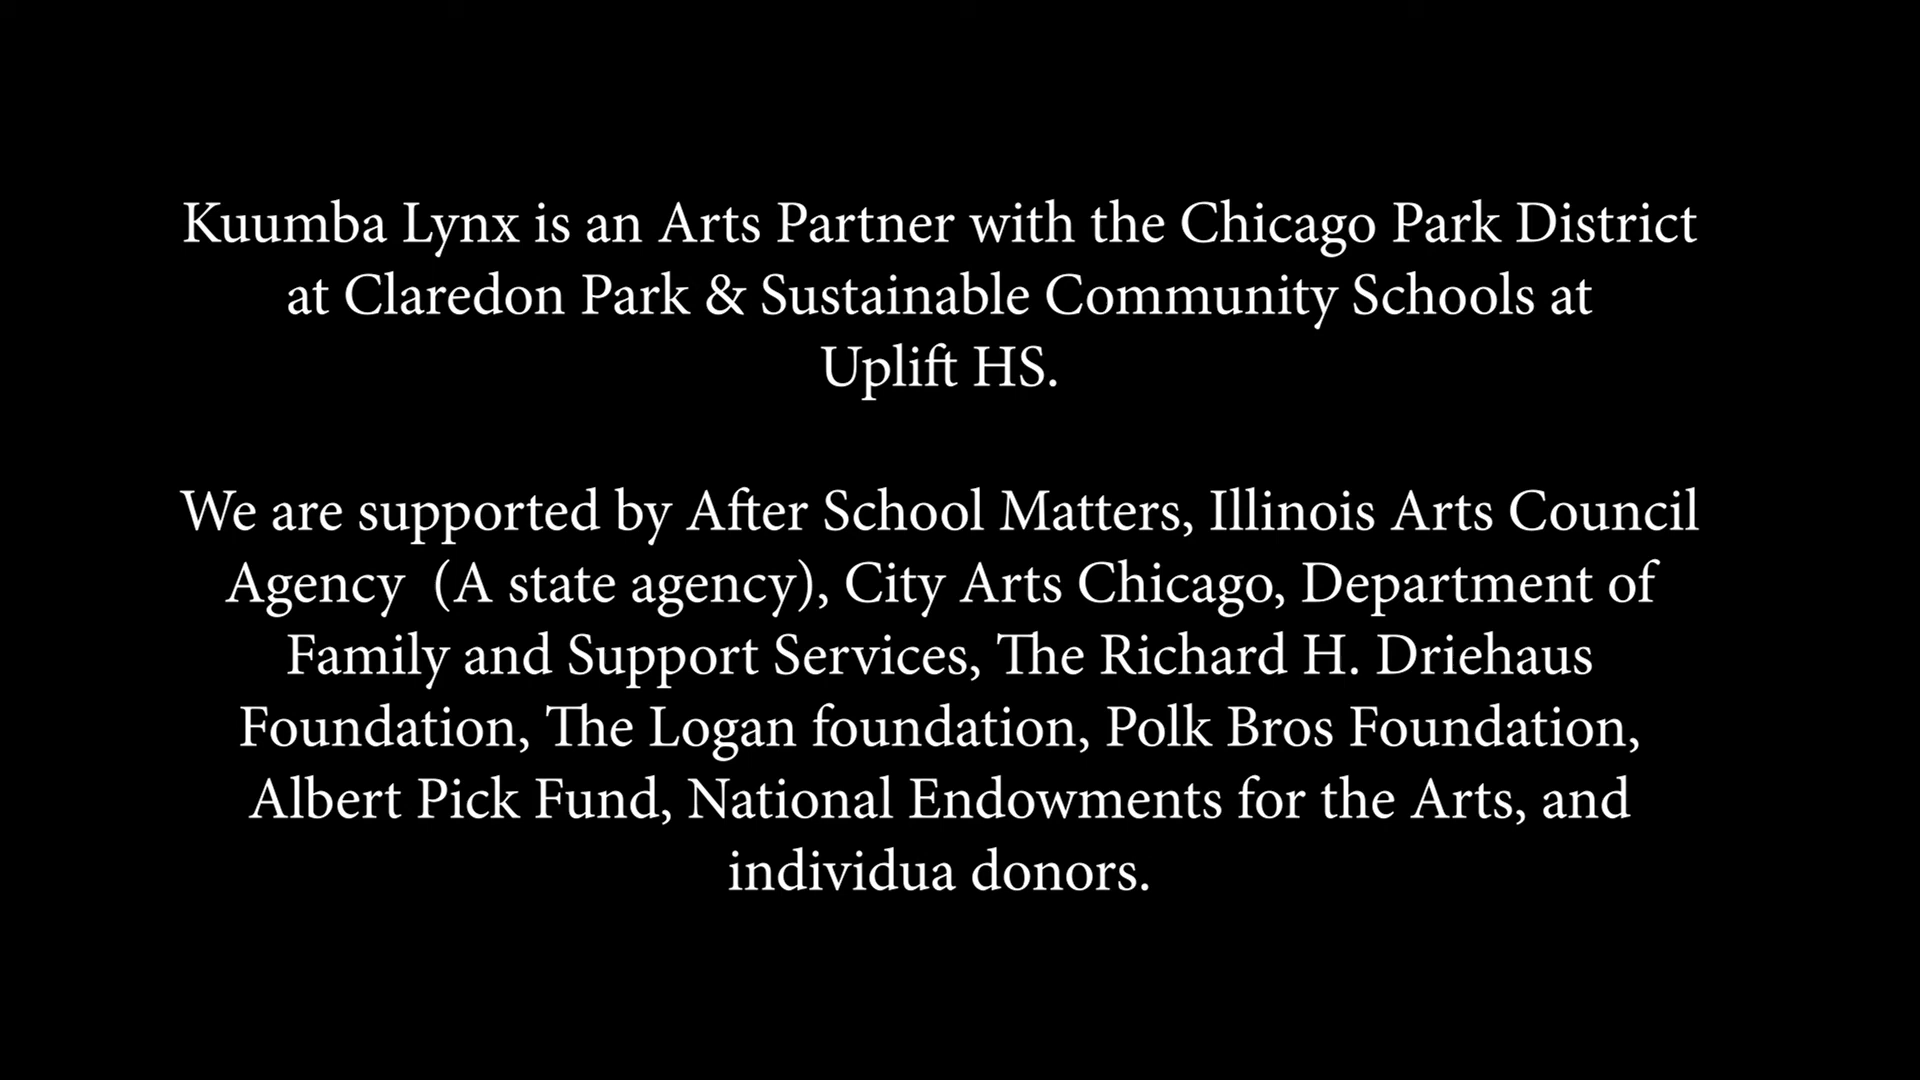 Kuumba Lynx is an Arts Partner with the Chicago Park District
at Claredon Park & Sustainable Community Schools at
Uplift HS.
We are supported by After School Matters, Illinois Arts Council
Agency  (A state agency), City Arts Chicago, Department of
Family and Support Services, The Richard H. Driehaus
Foundation, The Logan foundation, Polk Bros Foundation,
Albert Pick Fund, National Endowments for the Arts, and
individua donors.